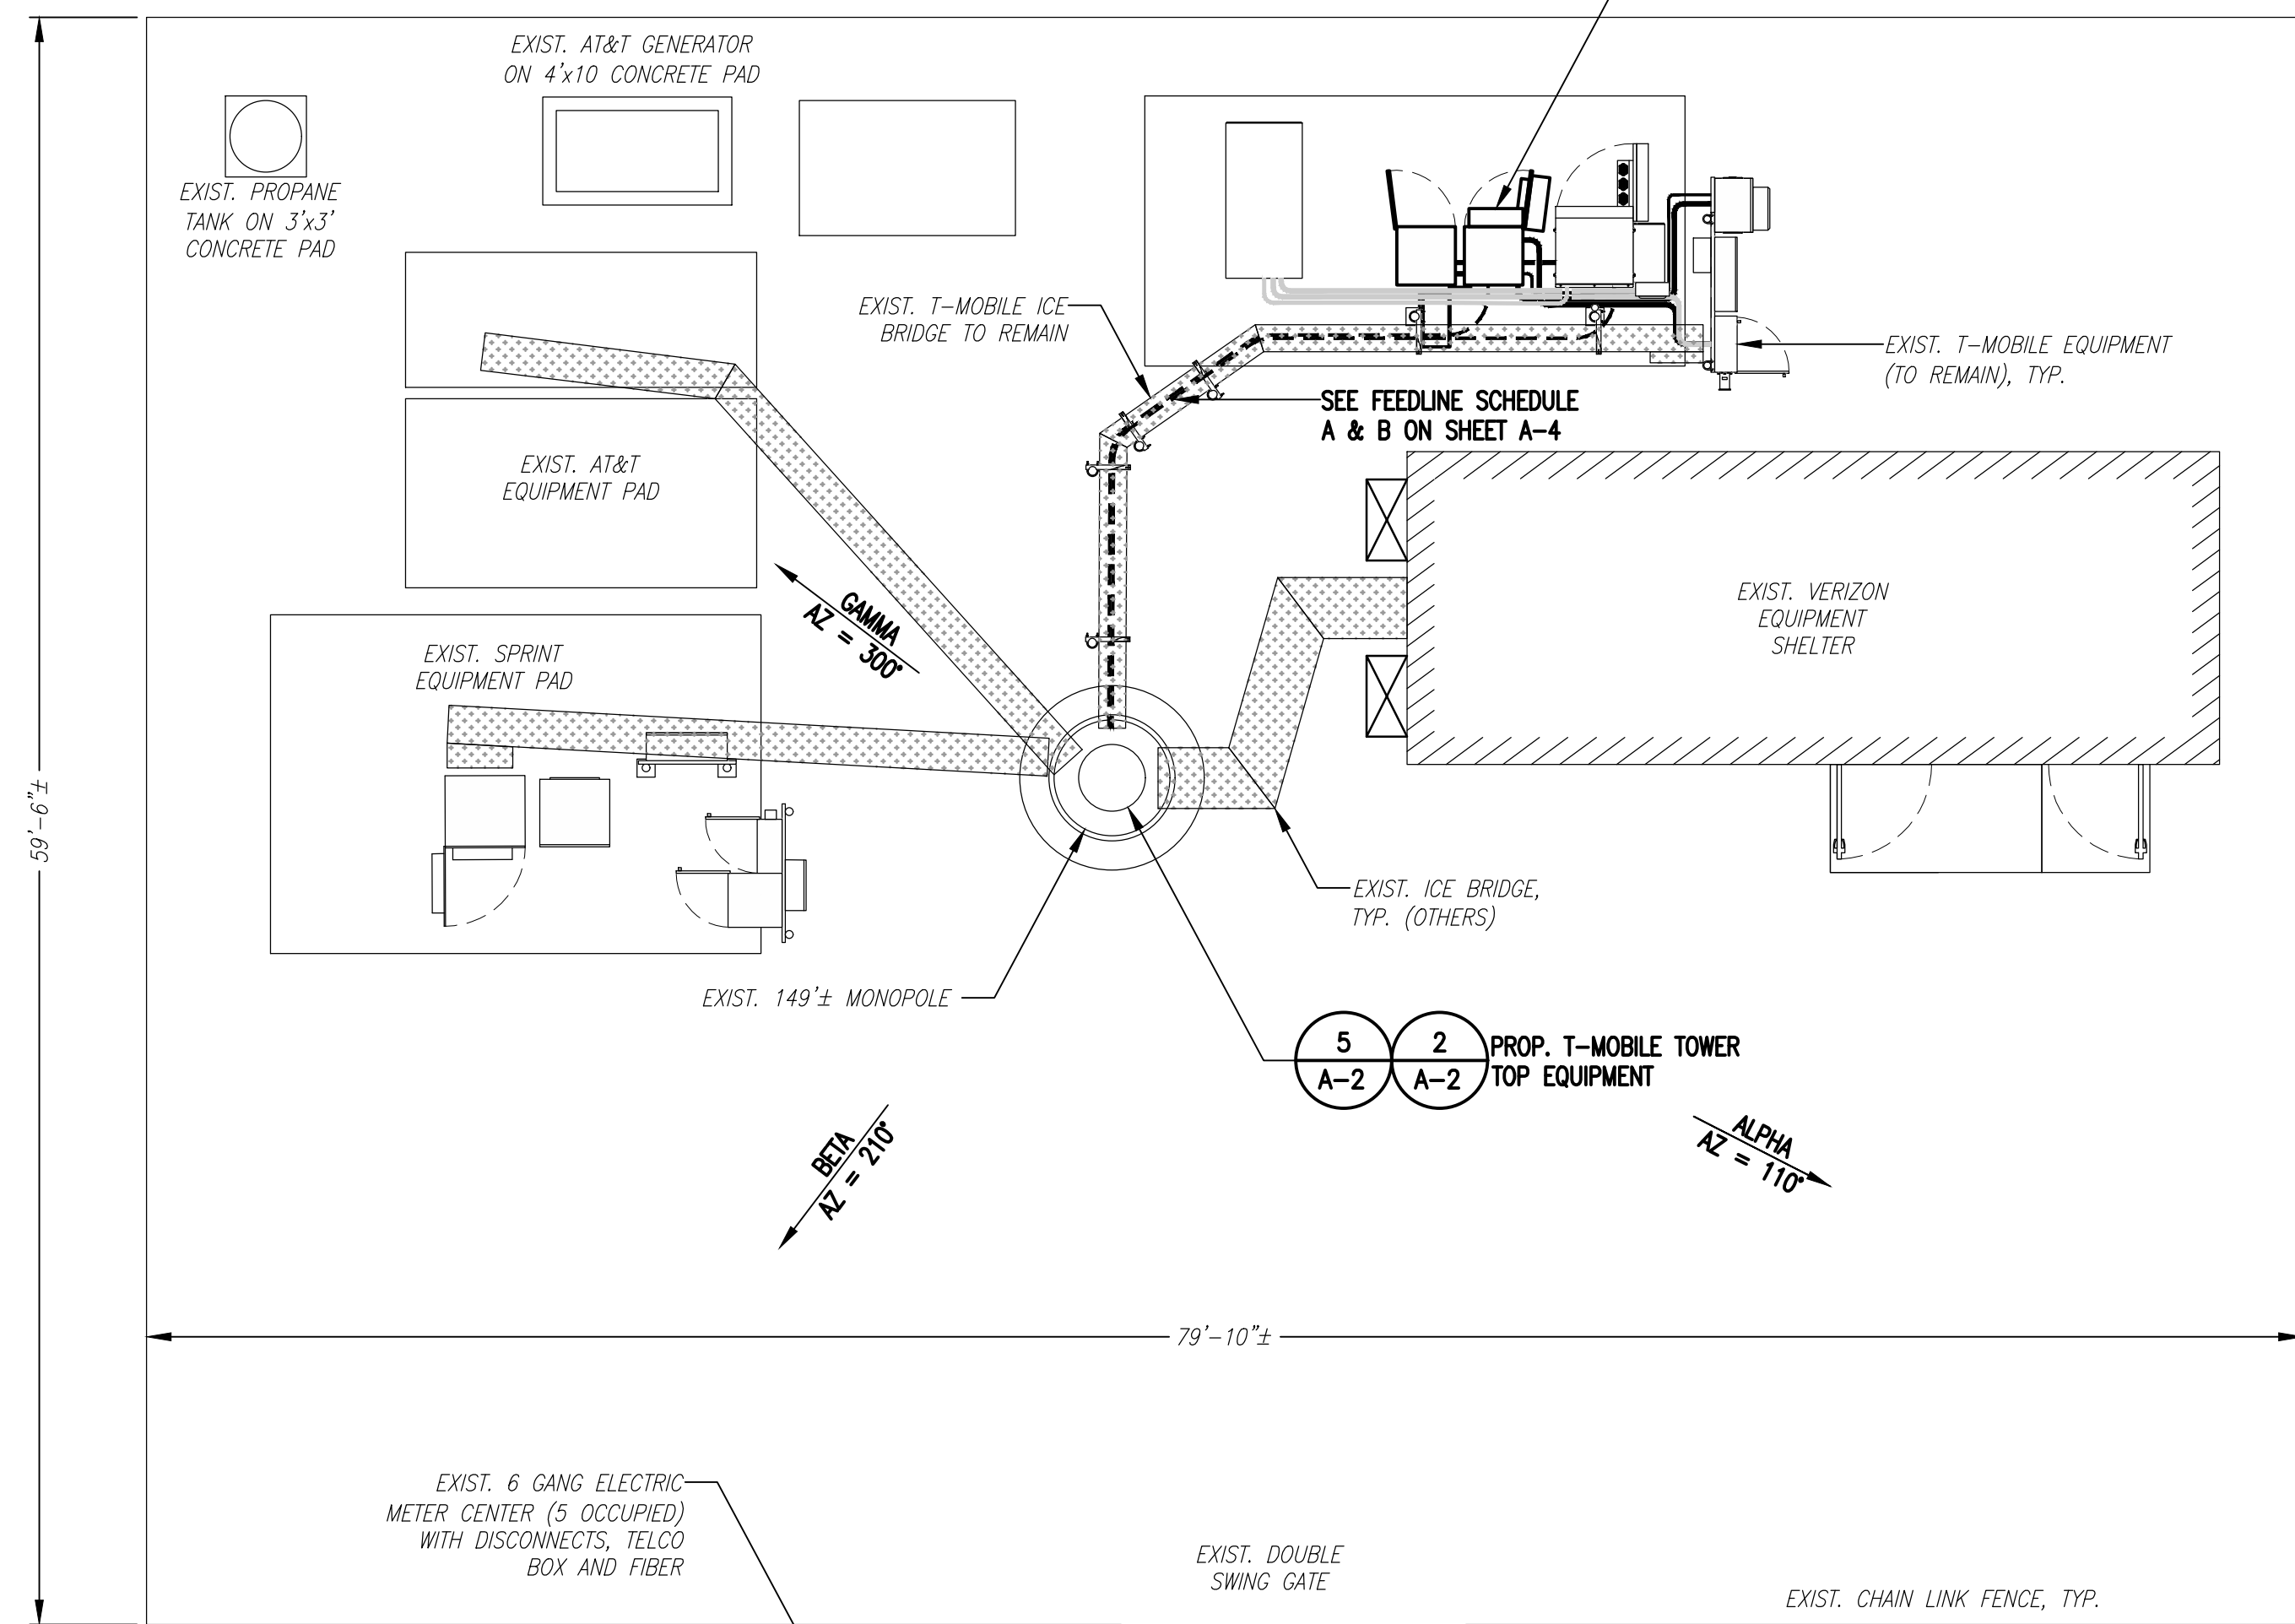 EXIST. AT&T GENERATOR
ON 4'x10 CONCRETE PAD
EXIST. PROPANE
TANK ON 3'x3'
CONCRETE PAD
EXIST. T-MOBILE ICE
BRIDGE TO REMAIN
EXIST. T-MOBILE EQUIPMENT
(TO REMAIN), TYP.
SEE FEEDLINE SCHEDULE
A & B ON SHEET A-4
EXIST. AT&T
EQUIPMENT PAD
GAMMA
AZ = 300°
EXIST. VERIZON
EQUIPMENT
SHELTER
EXIST. SPRINT
EQUIPMENT PAD
59'-6"±
EXIST. ICE BRIDGE,
TYP. (OTHERS)
EXIST. 149'± MONOPOLE
5
A-2
2
A-2
PROP. T-MOBILE TOWER
TOP EQUIPMENT
BETA
AZ = 210°
ALPHA
AZ = 110°
79'-10"±
EXIST. 6 GANG ELECTRIC
METER CENTER (5 OCCUPIED)
WITH DISCONNECTS, TELCO
BOX AND FIBER
EXIST. DOUBLE
SWING GATE
EXIST. CHAIN LINK FENCE, TYP.